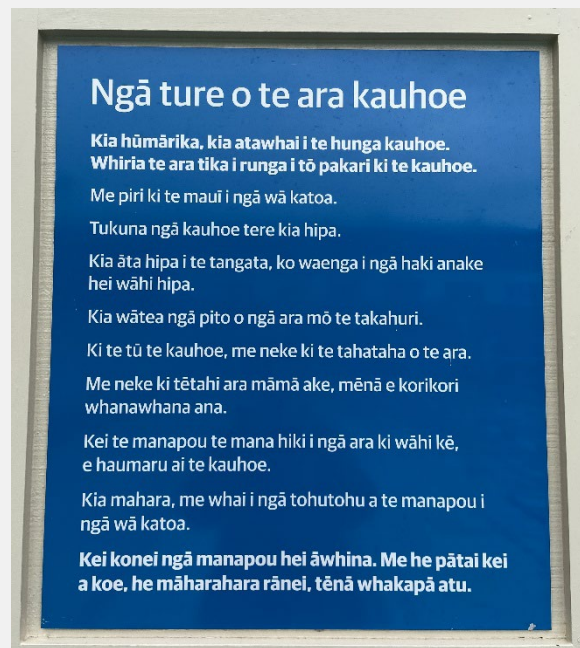 Ngā ture o te ara kauhoe
Kia hūmārika, kia atawhai i te hunga kauhoe.
Whiria te ara tika i runga i tō pakari ki te kauhoe.
Me piri ki te mauī i ngā wā katoa.
Tukuna ngā kauhoe tere kia hipa.
Kia āta hipa i te tangata, ko waenga i ngā haki anake
hei wāhi hipa.
Kia wātea ngā pito o ngā ara mō te takahuri.
Ki te tū te kauhoe, me neke ki te tahataha o te ara.
Me neke ki tētahi ara māmā ake, mēnā e korikori
whanawhana ana.
Kei te manapou te mana hiki i ngā ara ki wāhi kē,
e haumaru ai te kauhoe.
Kia mahara, me whai i ngā tohutohu a te manapou i
ngā wā katoa.
Kei konei ngā manapou hei āwhina. Me he pātai kei
a koe, he māharahara rānei, tēnā whakapā atu.